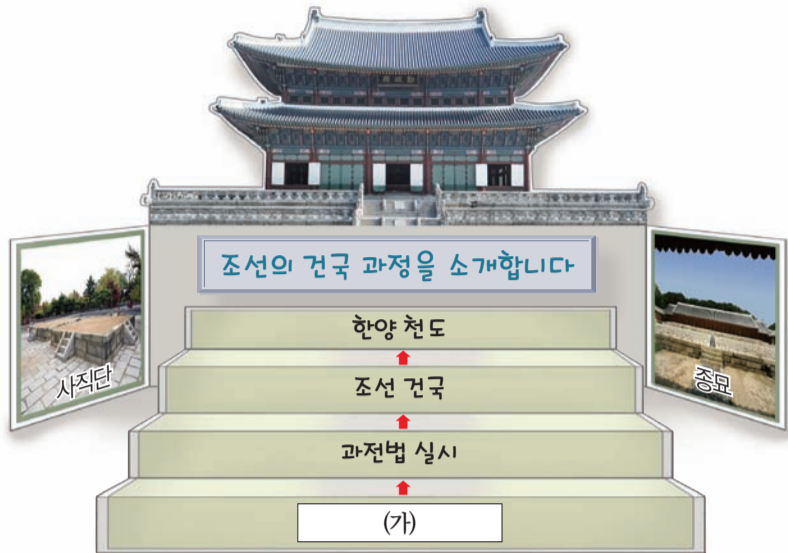 조선의 건국 과정을 소개합니다
사직단
종묘
한양 천도
조선 건국
과전법 실시
(가)